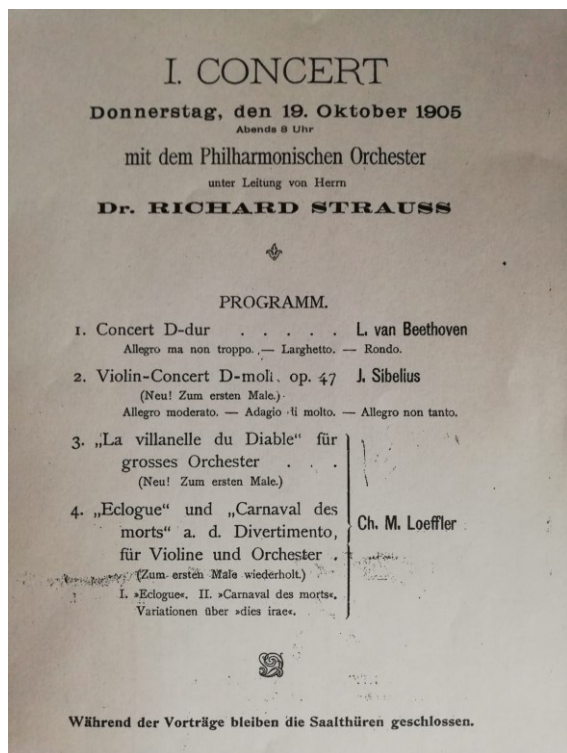 I. CONCERT
Donnerstag, den 19. Oktober 1905
Abends 8 Uhr
mit dem Philharmonischen Orchester
unter Leitung von Herrn
Dr. RICHARD STRAUSS
PROGRAMM.
1. Concert D-dur . . . . . L. van Beethoven
Allegro ma non troppo. — Larghetto. — Rondo.
2. Violin-Concert D-moll, op. 47 J. Sibelius
(Neu! Zum ersten Male.)
Allegro moderato. — Adagio di molto. — Allegro non tanto.
3. „La villanelle du Diable“ für
grosses Orchester . . .
(Neu! Zum ersten Male.)
4. „Eclogue“ und „Carnaval des
morts“ a. d. Divertimento,
für Violine und Orchester .
(Zum ersten Male wiederholt.)
I. »Eclogue«. II. »Carnaval des morts«.
Variationen über »dies irae«.
Ch. M. Loeffler
Während der Vorträge bleiben die Saalthüren geschlossen.